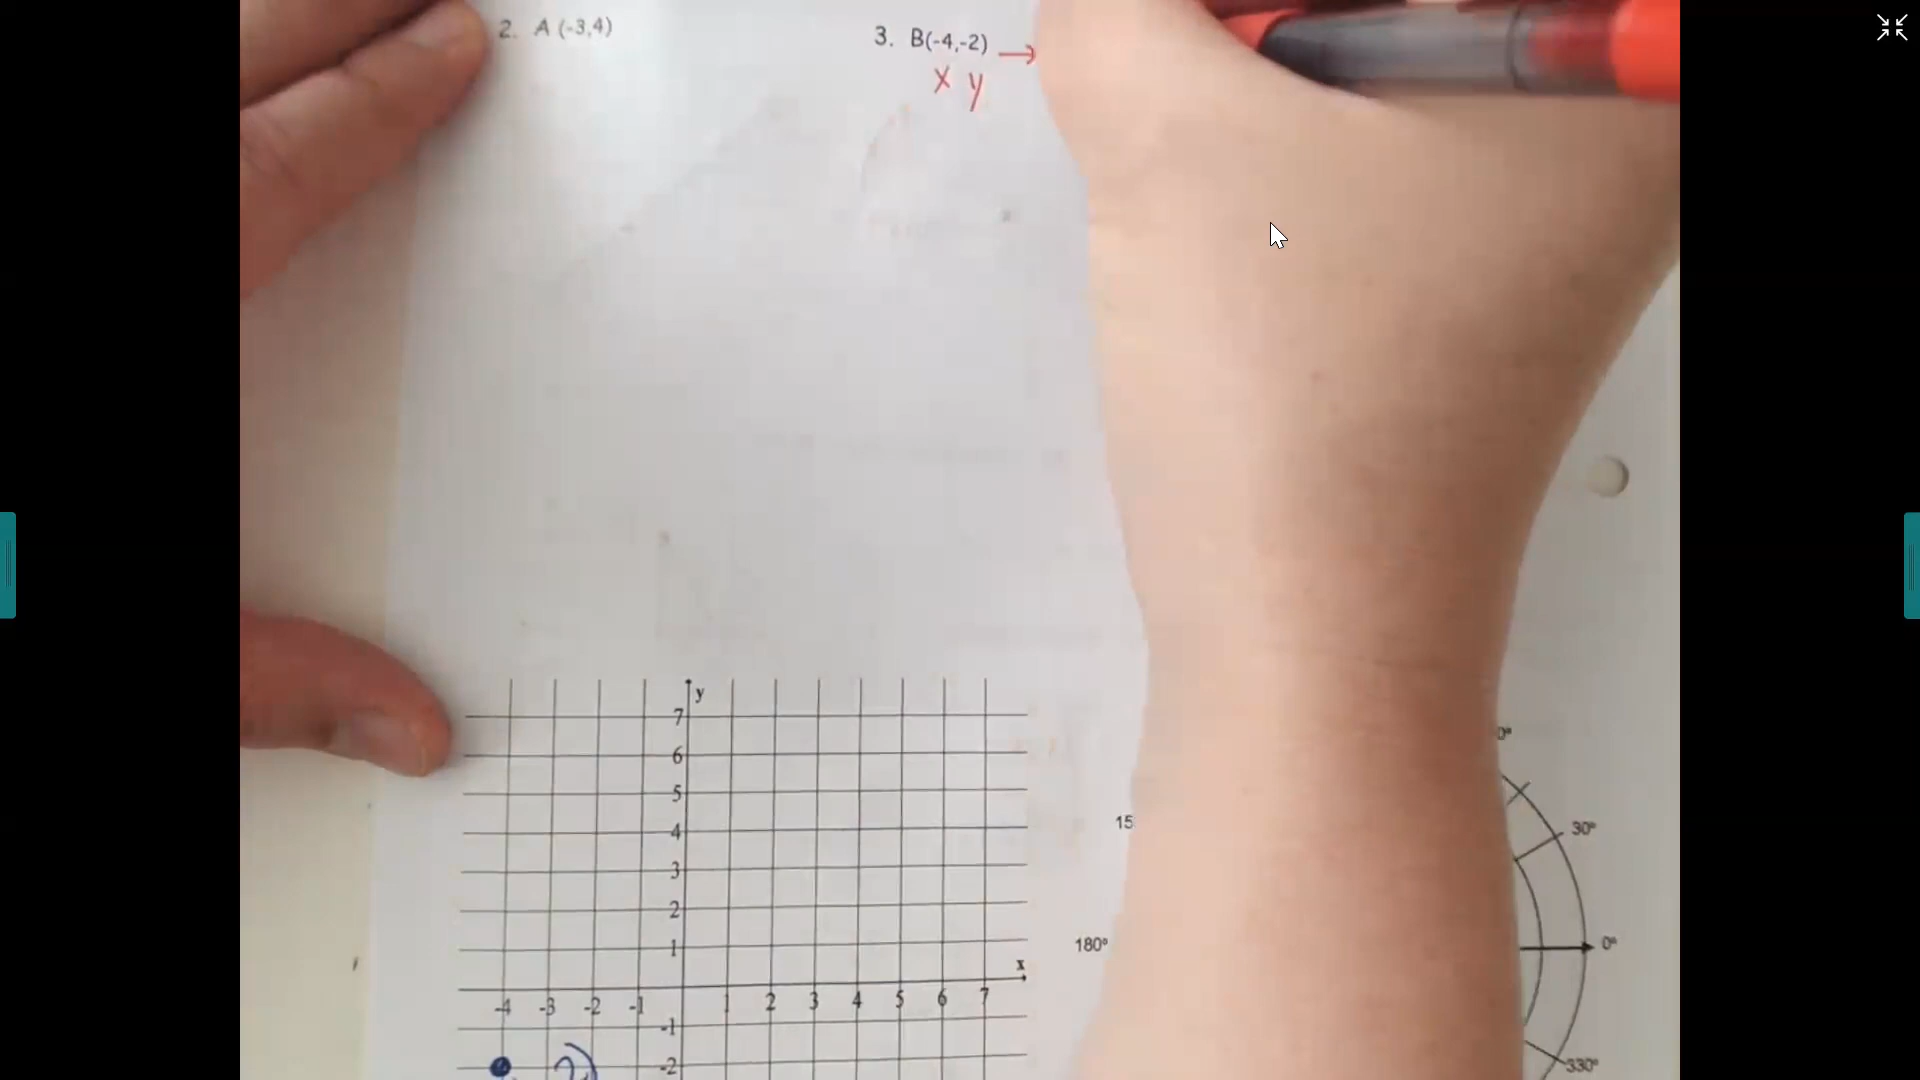 2. A (-3,4)
3. B(-4,-2) →
x y
y
7
6
5
4
3
2
1
x
-4 -3 -2 -1 1 2 3 4 5 6 7
-1
-2
0°
30°
15
180°
0°
330°